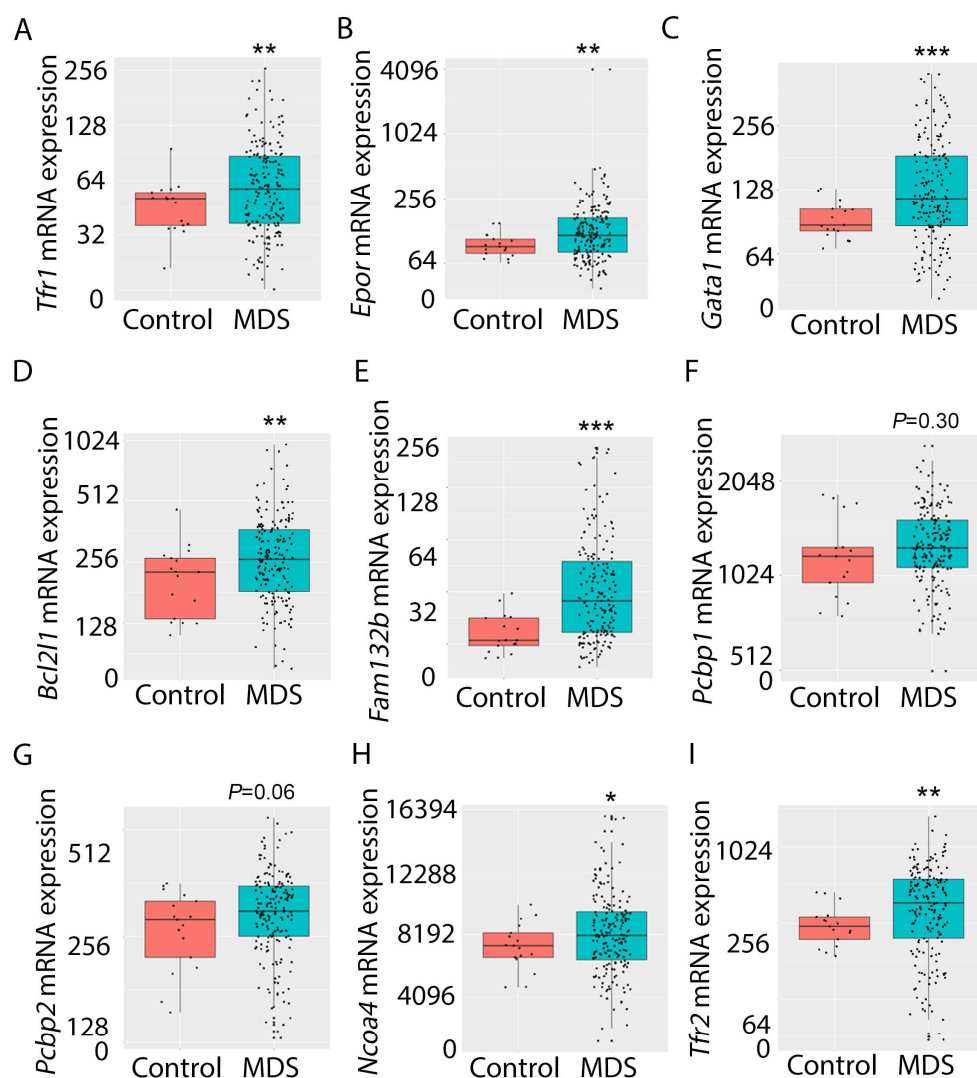 A
**
Tfr1 mRNA expression
256
128
64
32
0
Control MDS
B
**
Epor mRNA expression
4096
1024
256
64
0
Control MDS
C
***
Gata1 mRNA expression
256
128
64
0
Control MDS
D
**
Bcl2l1 mRNA expression
1024
512
256
128
0
Control MDS
E
***
Fam132b mRNA expression
256
128
64
32
0
Control MDS
F
P=0.30
Pcbp1 mRNA expression
2048
1024
512
0
Control MDS
G
P=0.06
Pcbp2 mRNA expression
512
256
128
0
Control MDS
H
*
Ncoa4 mRNA expression
16394
12288
8192
4096
0
Control MDS
I
**
Tfr2 mRNA expression
1024
256
64
0
Control MDS